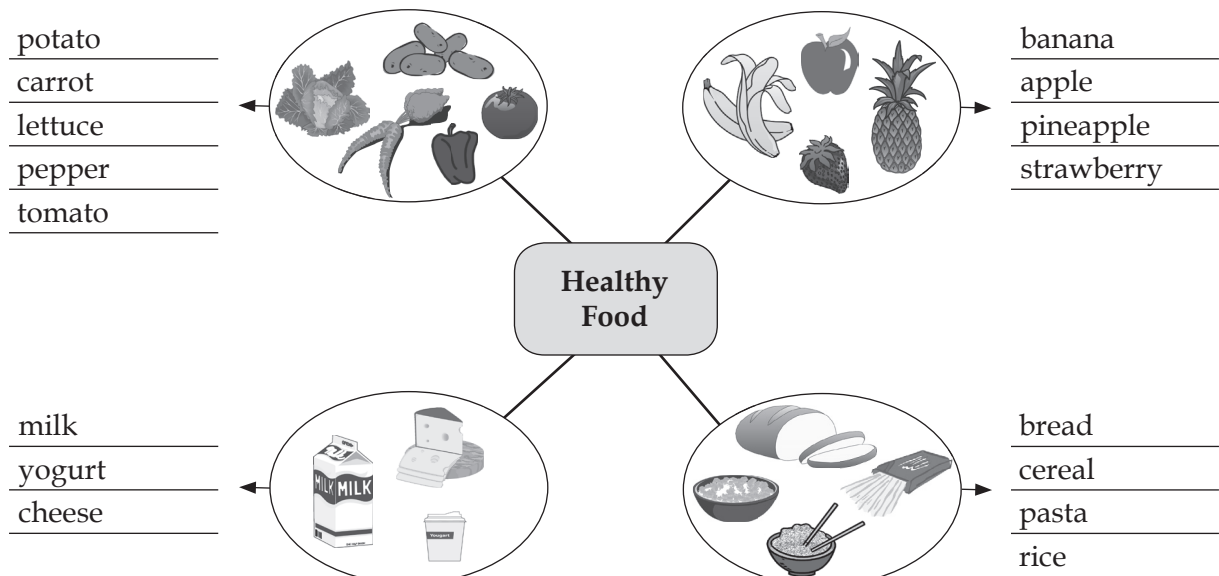 potato
carrot
lettuce
pepper
tomato
banana
apple
pineapple
strawberry
Healthy
Food
milk
yogurt
cheese
MILK
MILK
Yougart
bread
cereal
pasta
rice